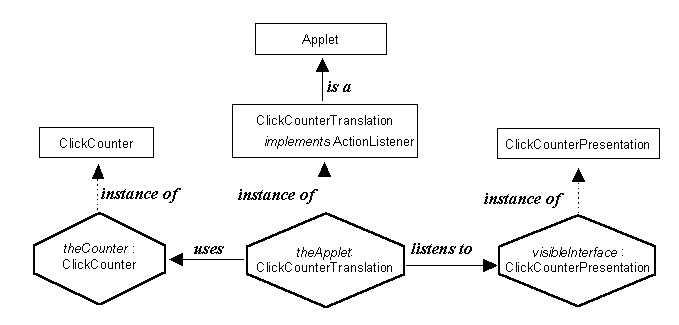 Applet
is a
ClickCounterTranslation
implements ActionListener
ClickCounter
ClickCounterPresentation
instance of
instance of
instance of
theCounter :
ClickCounter
uses
theApplet:
ClickCounterTranslation
listens to
visibleInterface :
ClickCounterPresentation